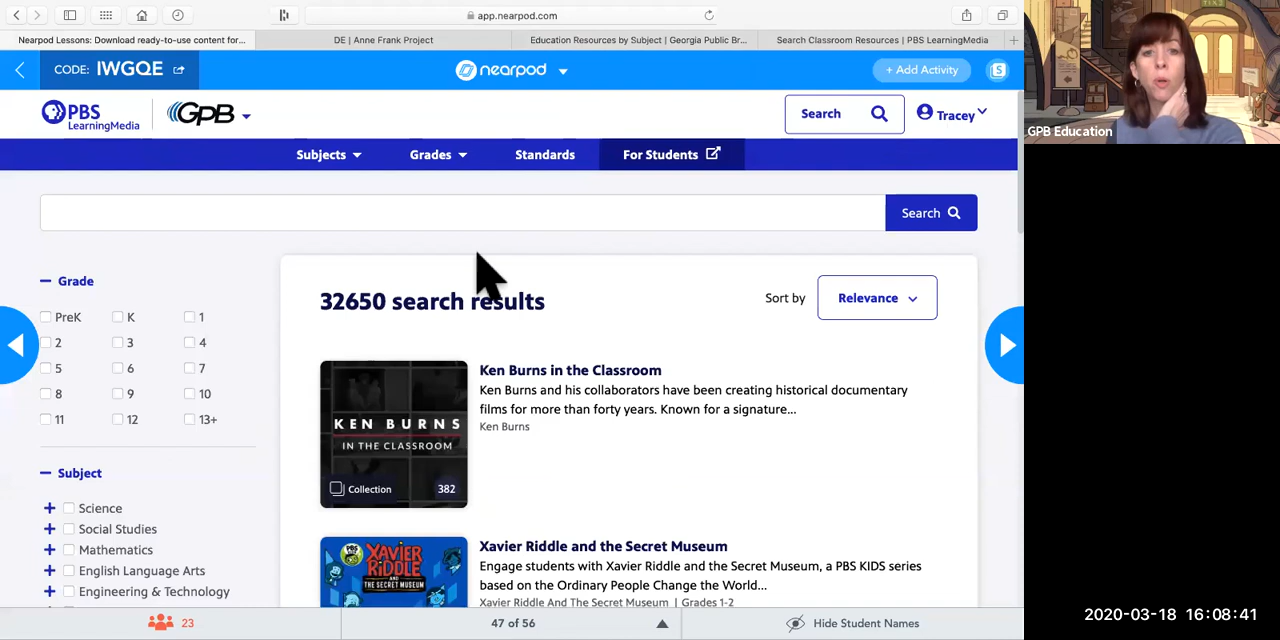 app.nearpod.com
Nearpod Lessons: Download ready-to-use content for...
DE | Anne Frank Project
Education Resources by Subject | Georgia Public Br...
Search Classroom Resources | PBS LearningMedia
CODE: IWGQE
nearpod
+ Add Activity
S
PBS
LearningMedia
GPB
Search
Tracey
GPB Education
Subjects
Grades
Standards
For Students
Search
Grade
PreK K 1
2 3 4
5 6 7
8 9 10
11 12 13+
Subject
Science
Social Studies
Mathematics
English Language Arts
Engineering & Technology
32650 search results
Sort by
Relevance
KEN BURNS
IN THE CLASSROOM
Collection 382
Ken Burns in the Classroom
Ken Burns and his collaborators have been creating historical documentary
films for more than forty years. Known for a signature...
Ken Burns
XAVIER
RIDDLE
AND
THE SECRET MUSEUM
Xavier Riddle and the Secret Museum
Engage students with Xavier Riddle and the Secret Museum, a PBS KIDS series
based on the Ordinary People Change the World...
Xavier Riddle And The Secret Museum | Grades 1-2
23
47 of 56
Hide Student Names
2020-03-18 16:08:41